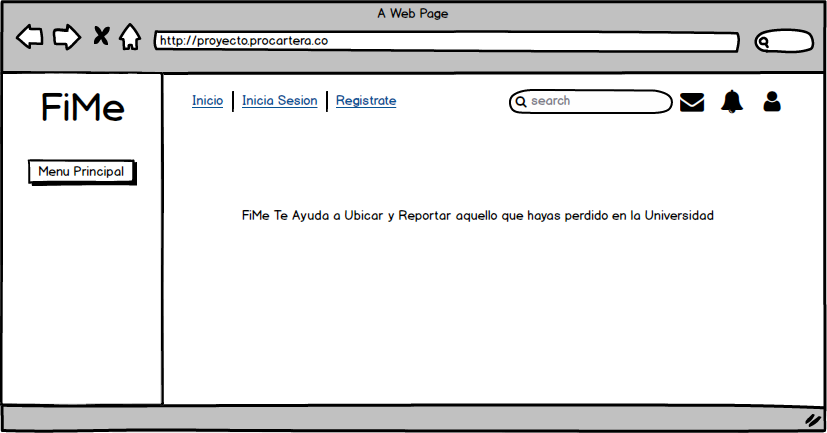 A Web Page
http://proyecto.procartera.co
FiMe
Inicio Inicia Sesion Registrate search
Menu Principal
FiMe Te Ayuda a Ubicar y Reportar aquello que hayas perdido en la Universidad